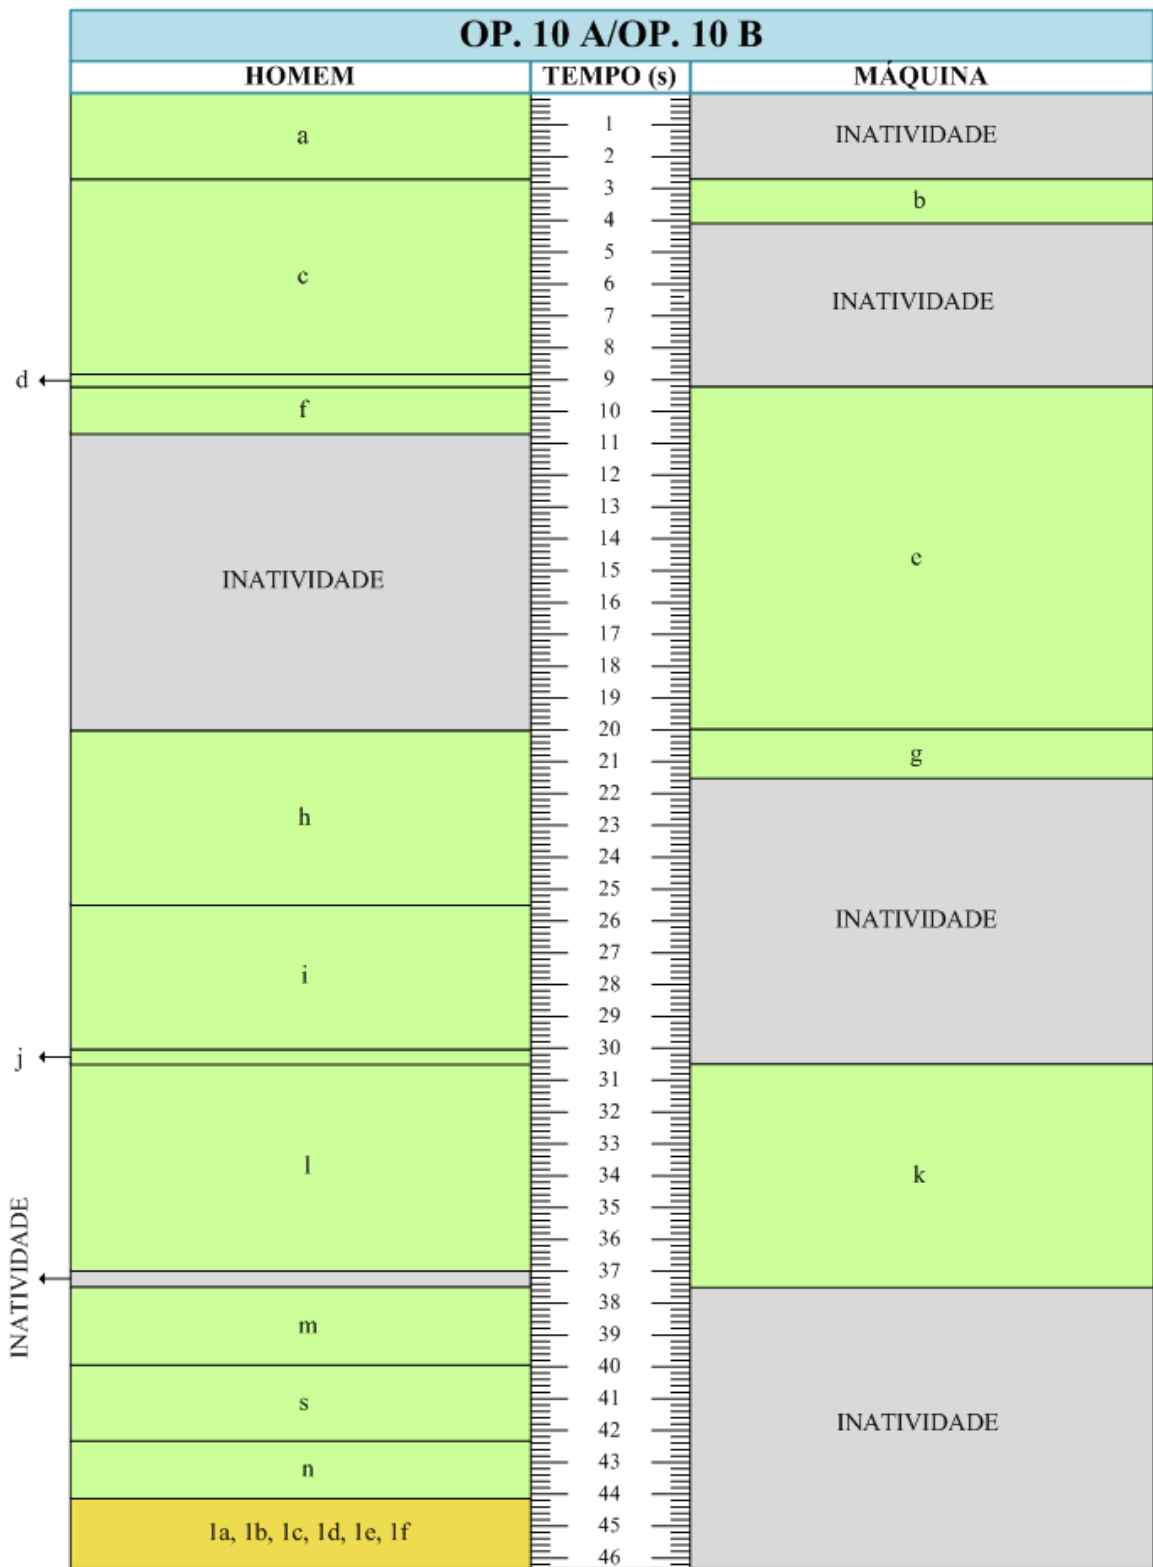 OP. 10 A/OP. 10 B
HOMEM TEMPO (s) MÁQUINA
1
a INATIVIDADE
2
3
b
4
5
c 6
INATIVIDADE
7
8
d 9
f 10
11
12
13
14
e
15
INATIVIDADE
16
17
18
19
20
g
21
22
h 23
24
25
26
INATIVIDADE
27
i
28
29
30
j
31
32
33
l 34 k
35
36
37
INATIVIDADE
38
m 39
40
s 41
INATIVIDADE
42
n 43
44
1a, 1b, 1c, 1d, 1e, 1f 45
46